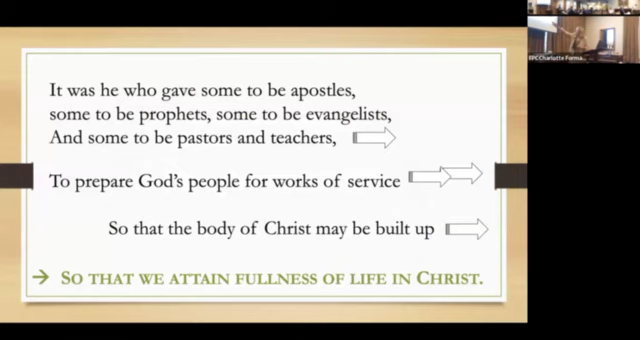 It was he who gave some to be apostles,
some to be prophets, some to be evangelists,
And some to be pastors and teachers,
To prepare God's people for works of service
So that the body of Christ may be built up
→ SO THAT WE ATTAIN FULLNESS OF LIFE IN CHRIST.
EPCCharlotte